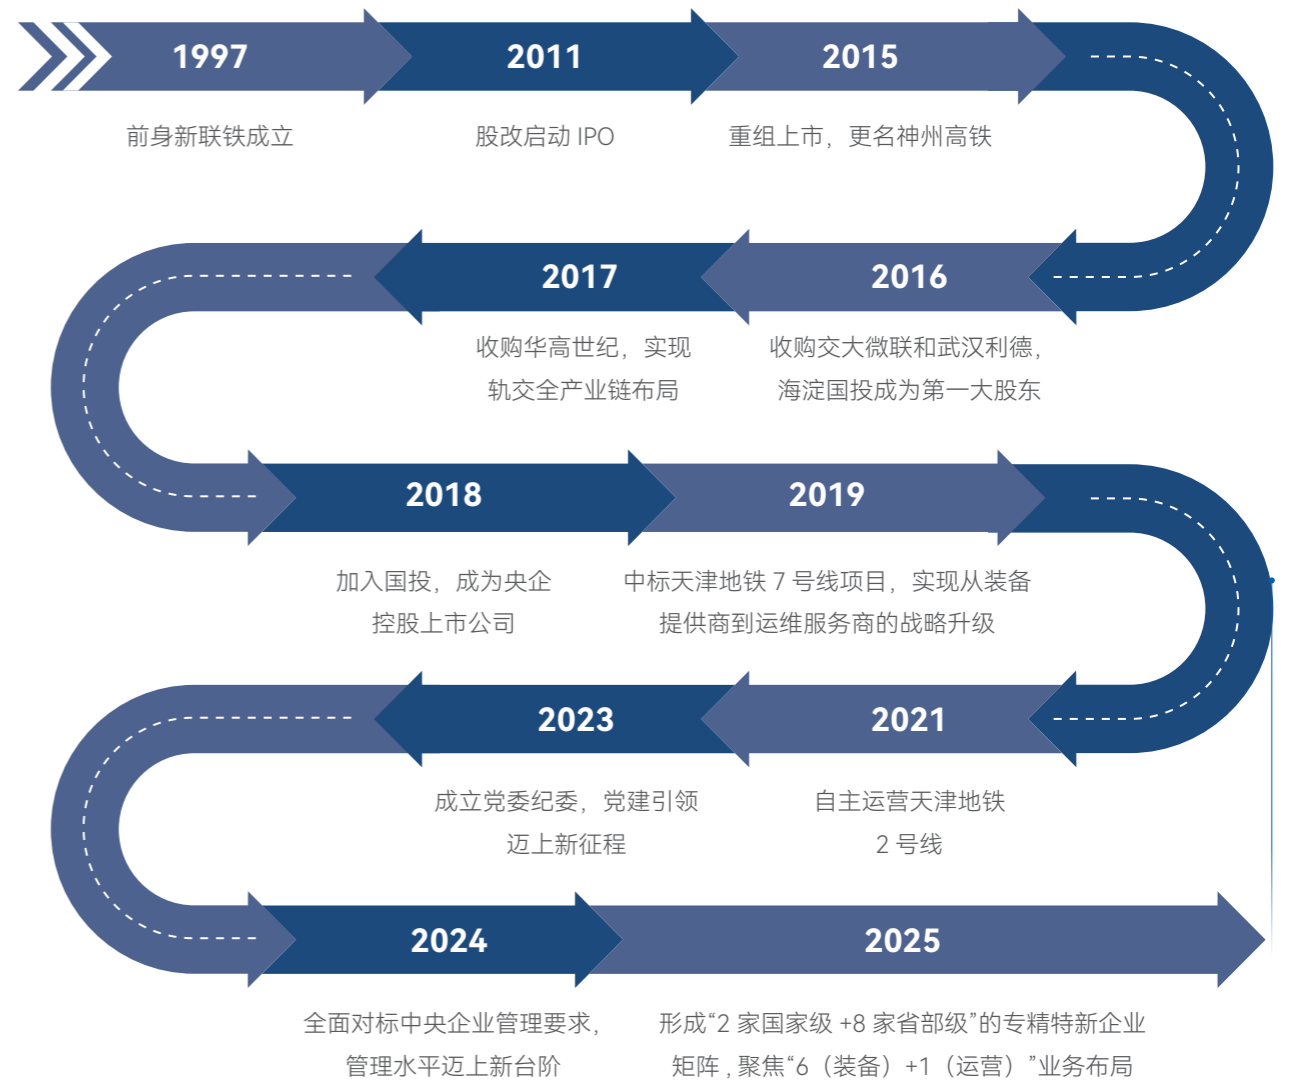 1997
前身新联铁成立
2011
股改启动 IPO
2015
重组上市，更名神州高铁
2016
收购交大微联和武汉利德，
海淀国投成为第一大股东
2017
收购华高世纪，实现
轨交全产业链布局
2018
加入国投，成为央企
控股上市公司
2019
中标天津地铁 7 号线项目，实现从装备
提供商到运维服务商的战略升级
2021
自主运营天津地铁
2 号线
2023
成立党委纪委，党建引领
迈上新征程
2024
全面对标中央企业管理要求，
管理水平迈上新台阶
2025
形成“2 家国家级 +8 家省部级”的专精特新企业
矩阵 , 聚焦“6（装备）+1（运营）”业务布局